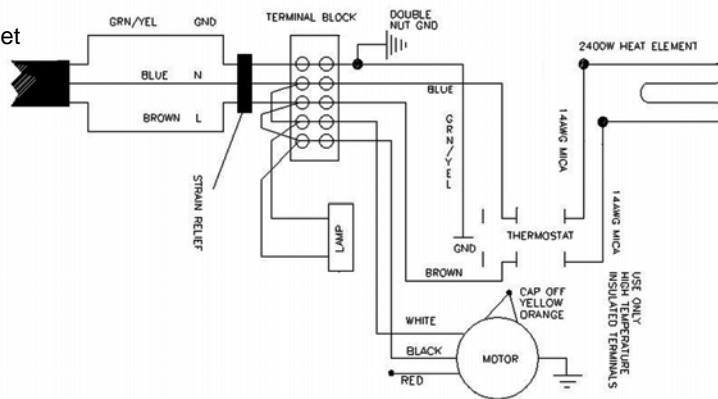 et
GRN/YEL GND
BLUE N
BROWN L
STRAIN RELIEF
TERMINAL BLOCK
DOUBLE
NUT GND
BLUE
GRN/YEL
GND
BROWN
LAMP
WHITE
BLACK
RED
MOTOR
CAP OFF
YELLOW
ORANGE
THERMOSTAT
2400W HEAT ELEMENT
14AWG MICA
14AWG MICA
USE ONLY
HIGH TEMPERATURE
INSULATED TERMINALS